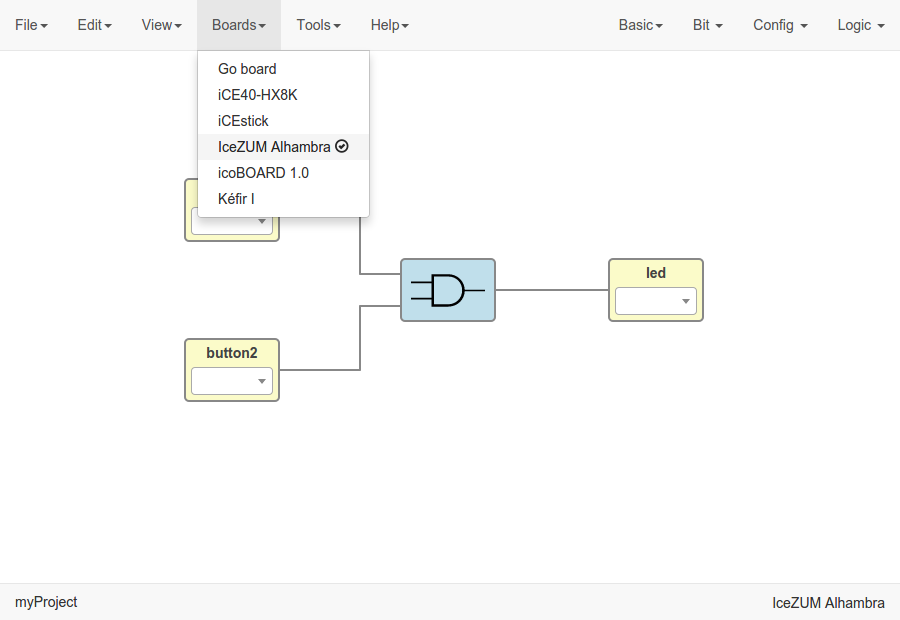 File Edit View Boards Tools Help Basic Bit Config Logic
Go board
iCE40-HX8K
iCEstick
IceZUM Alhambra
icoBOARD 1.0
Kéfir I
led
button2
myProject IceZUM Alhambra